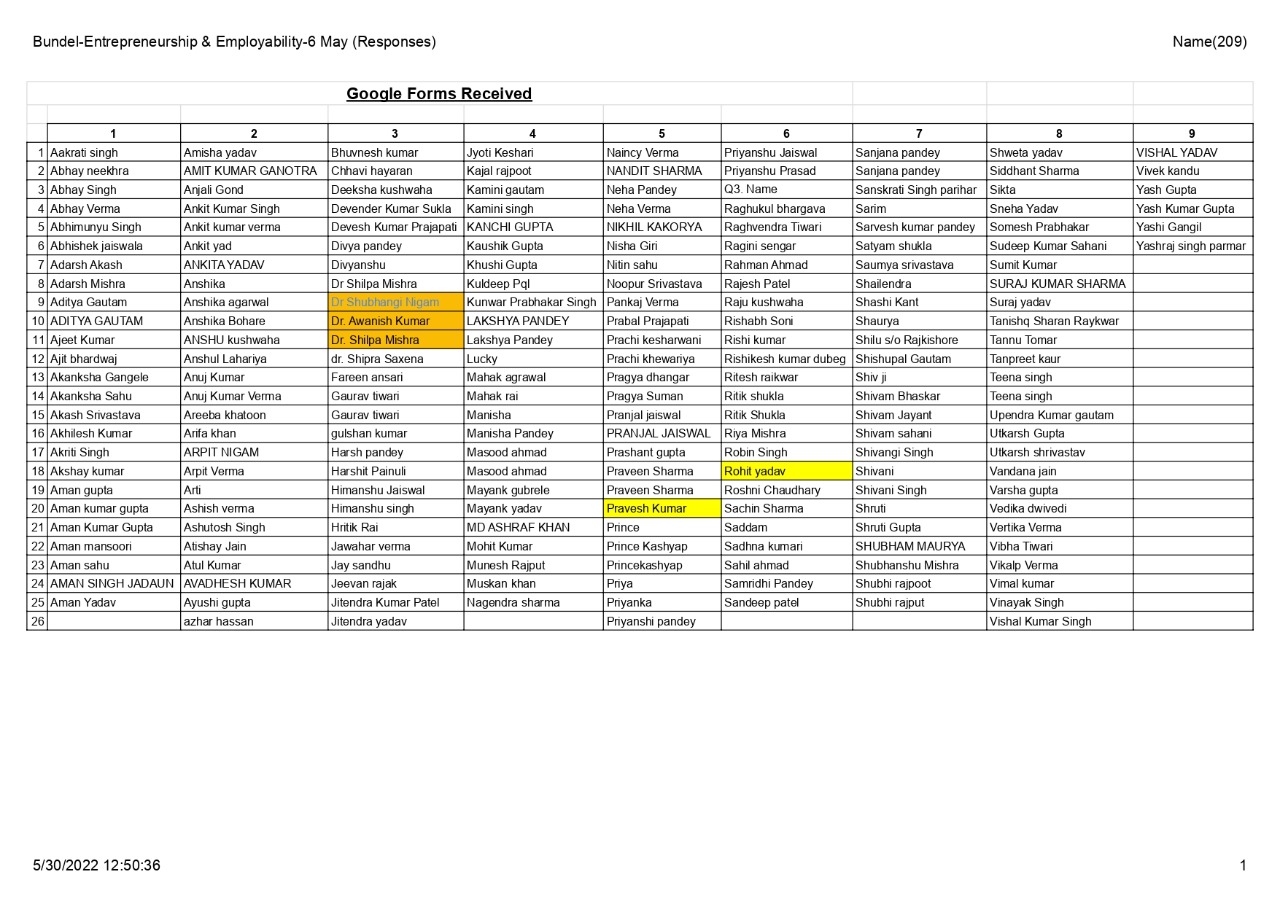 Bundel-Entrepreneurship & Employability-6 May (Responses) Name(209)
Google Forms Received
1 2 3 4 5 6 7 8 9
1 Aakrati singh Amisha yadav Bhuvnesh kumar Jyoti Keshari Naincy Verma Priyanshu Jaiswal Sanjana pandey Shweta yadav VISHAL YADAV
2 Abhay neekhra AMIT KUMAR GANOTRA Chhavi hayaran Kajal rajpoot NANDIT SHARMA Priyanshu Prasad Sanjana pandey Siddhant Sharma Vivek kandu
3 Abhay Singh Anjali Gond Deeksha kushwaha Kamini gautam Neha Pandey Q3. Name Sanskrati Singh parihar Sikta Yash Gupta
4 Abhay Verma Ankit Kumar Singh Devender Kumar Sukla Kamini singh Neha Verma Raghukul bhargava Sarim Sneha Yadav Yash Kumar Gupta
5 Abhimunyu Singh Ankit kumar verma Devesh Kumar Prajapati KANCHI GUPTA NIKHIL KAKORYA Raghvendra Tiwari Sarvesh kumar pandey Somesh Prabhakar Yashi Gangil
6 Abhishek jaiswala Ankit yad Divya pandey Kaushik Gupta Nisha Giri Ragini sengar Satyam shukla Sudeep Kumar Sahani Yashraj singh parmar
7 Adarsh Akash ANKITA YADAV Divyanshu Khushi Gupta Nitin sahu Rahman Ahmad Saumya srivastava Sumit Kumar
8 Adarsh Mishra Anshika Dr Shilpa Mishra Kuldeep Pql Noopur Srivastava Rajesh Patel Shailendra SURAJ KUMAR SHARMA
9 Aditya Gautam Anshika agarwal Dr Shubhangi Nigam Kunwar Prabhakar Singh Pankaj Verma Raju kushwaha Shashi Kant Suraj yadav
10 ADITYA GAUTAM Anshika Bohare Dr. Awanish Kumar LAKSHYA PANDEY Prabal Prajapati Rishabh Soni Shaurya Tanishq Sharan Raykwar
11 Ajeet Kumar ANSHU kushwaha Dr. Shilpa Mishra Lakshya Pandey Prachi kesharwani Rishi kumar Shilu s/o Rajkishore Tannu Tomar
12 Ajit bhardwaj Anshul Lahariya dr. Shipra Saxena Lucky Prachi khewariya Rishikesh kumar dubeg Shishupal Gautam Tanpreet kaur
13 Akanksha Gangele Anuj Kumar Fareen ansari Mahak agrawal Pragya dhangar Ritesh raikwar Shiv ji Teena singh
14 Akanksha Sahu Anuj Kumar Verma Gaurav tiwari Mahak rai Pragya Suman Ritik shukla Shivam Bhaskar Teena singh
15 Akash Srivastava Areeba khatoon Gaurav tiwari Manisha Pranjal jaiswal Ritik Shukla Shivam Jayant Upendra Kumar gautam
16 Akhilesh Kumar Arifa khan gulshan kumar Manisha Pandey PRANJAL JAISWAL Riya Mishra Shivam sahani Utkarsh Gupta
17 Akriti Singh ARPIT NIGAM Harsh pandey Masood ahmad Prashant gupta Robin Singh Shivangi Singh Utkarsh shrivastav
18 Akshay kumar Arpit Verma Harshit Painuli Masood ahmad Praveen Sharma Rohit yadav Shivani Vandana jain
19 Aman gupta Arti Himanshu Jaiswal Mayank gubrele Praveen Sharma Roshni Chaudhary Shivani Singh Varsha gupta
20 Aman kumar gupta Ashish verma Himanshu singh Mayank yadav Pravesh Kumar Sachin Sharma Shruti Vedika dwivedi
21 Aman Kumar Gupta Ashutosh Singh Hritik Rai MD ASHRAF KHAN Prince Saddam Shruti Gupta Vertika Verma
22 Aman mansoori Atishay Jain Jawahar verma Mohit Kumar Prince Kashyap Sadhna kumari SHUBHAM MAURYA Vibha Tiwari
23 Aman sahu Atul Kumar Jay sandhu Munesh Rajput Princekashyap Sahil ahmad Shubhanshu Mishra Vikalp Verma
24 AMAN SINGH JADAUN AVADHESH KUMAR Jeevan rajak Muskan khan Priya Samridhi Pandey Shubhi rajpoot Vimal kumar
25 Aman Yadav Ayushi gupta Jitendra Kumar Patel Nagendra sharma Priyanka Sandeep patel Shubhi rajput Vinayak Singh
26 azhar hassan Jitendra yadav Priyanshi pandey Vishal Kumar Singh
5/30/2022 12:50:36 1